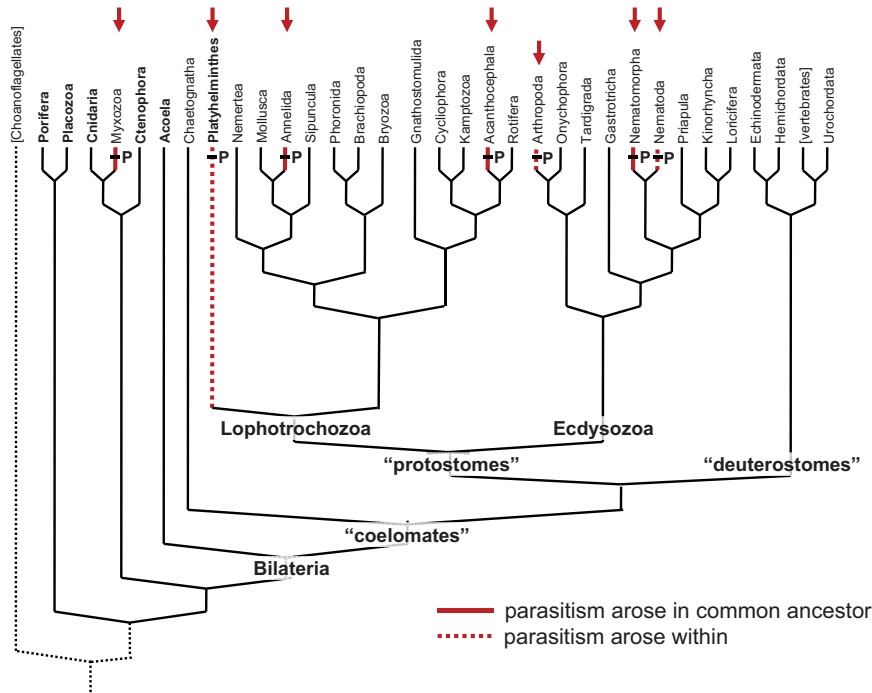 [Choanoflagellates]
Porifera
Placozoa
Cnidaria
Myxozoa
Ctenophora
Acoela
Chaetognatha
Platyhelminthes
Nemertea
Mollusca
Annelida
Sipuncula
Phoronida
Brachiopoda
Bryozoa
Gnathostomulida
Cycliophora
Kamptozoa
Acanthocephala
Rotifera
Arthropoda
Onychophora
Tardigrada
Gastrotricha
Nematomorpha
Nematoda
Priapula
Kinorhyncha
Loricifera
Echinodermata
Hemichordata
[vertebrates]
Urochordata
P
P
P
P
P
P
P
Lophotrochozoa
Ecdysozoa
“protostomes”
“deuterostomes”
“coelomates”
Bilateria
parasitism arose in common ancestor
parasitism arose within